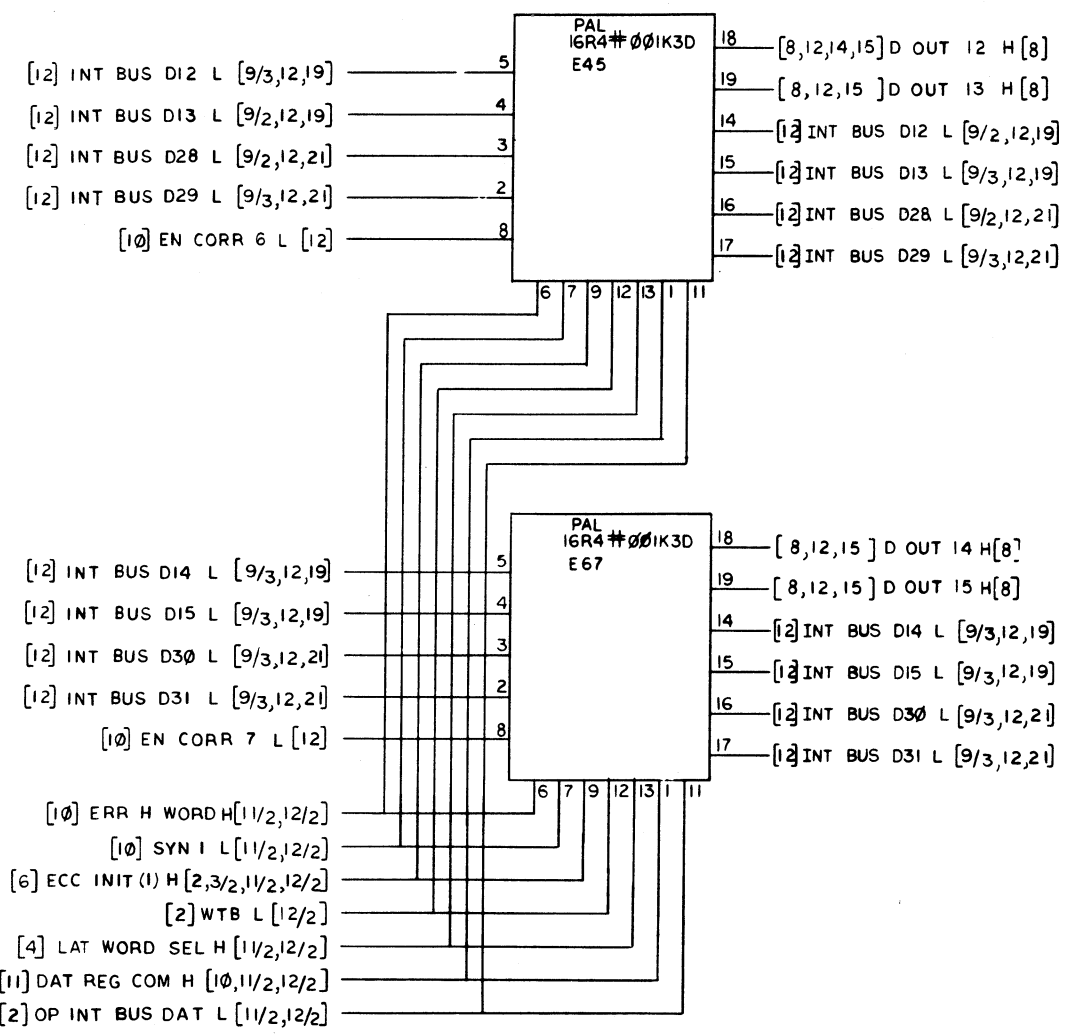 PAL
16R4#ØØ1K3D
E45
[12] INT BUS D12 L [9/3,12,19]
5
[12] INT BUS D13 L [9/2,12,19]
4
[12] INT BUS D28 L [9/2,12,21]
3
[12] INT BUS D29 L [9/3,12,21]
2
[1Ø] EN CORR 6 L [12]
8
18
[8,12,14,15] D OUT 12 H [8]
19
[8,12,15 ] D OUT 13 H [8]
14
[12] INT BUS D12 L [9/2,12,19]
15
[12] INT BUS D13 L [9/3,12,19]
16
[12] INT BUS D28 L [9/2,12,21]
17
[12] INT BUS D29 L [9/3,12,21]
6 7 9 12 13 1 11
PAL
16R4#ØØ1K3D
E67
[12] INT BUS D14 L [9/3,12,19]
5
[12] INT BUS D15 L [9/3,12,19]
4
[12] INT BUS D3Ø L [9/3,12,21]
3
[12] INT BUS D31 L [9/3,12,21]
2
[1Ø] EN CORR 7 L [12]
8
18
[ 8,12,15 ] D OUT 14 H[8]
19
[ 8,12,15 ] D OUT 15 H[8]
14
[12] INT BUS D14 L [9/3,12,19]
15
[12] INT BUS D15 L [9/3,12,19]
16
[12] INT BUS D3Ø L [9/3,12,21]
17
[12] INT BUS D31 L [9/3,12,21]
6 7 9 12 13 1 11
[1Ø] ERR H WORD H[11/2,12/2]
[1Ø] SYN 1 L[11/2,12/2]
[6] ECC INIT (1) H [2,3/2,11/2,12/2]
[2] WTB L [12/2]
[4] LAT WORD SEL H [11/2,12/2]
[11] DAT REG COM H [1Ø,11/2,12/2]
[2] OP INT BUS DAT L [11/2,12/2]